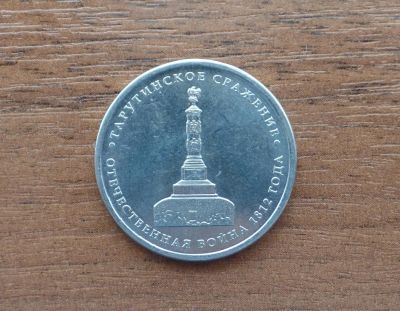 ТАРУТИНСКОЕ СРАЖЕНИЕ
ОТЕЧЕСТВЕННАЯ ВОЙНА 1812 ГОДА